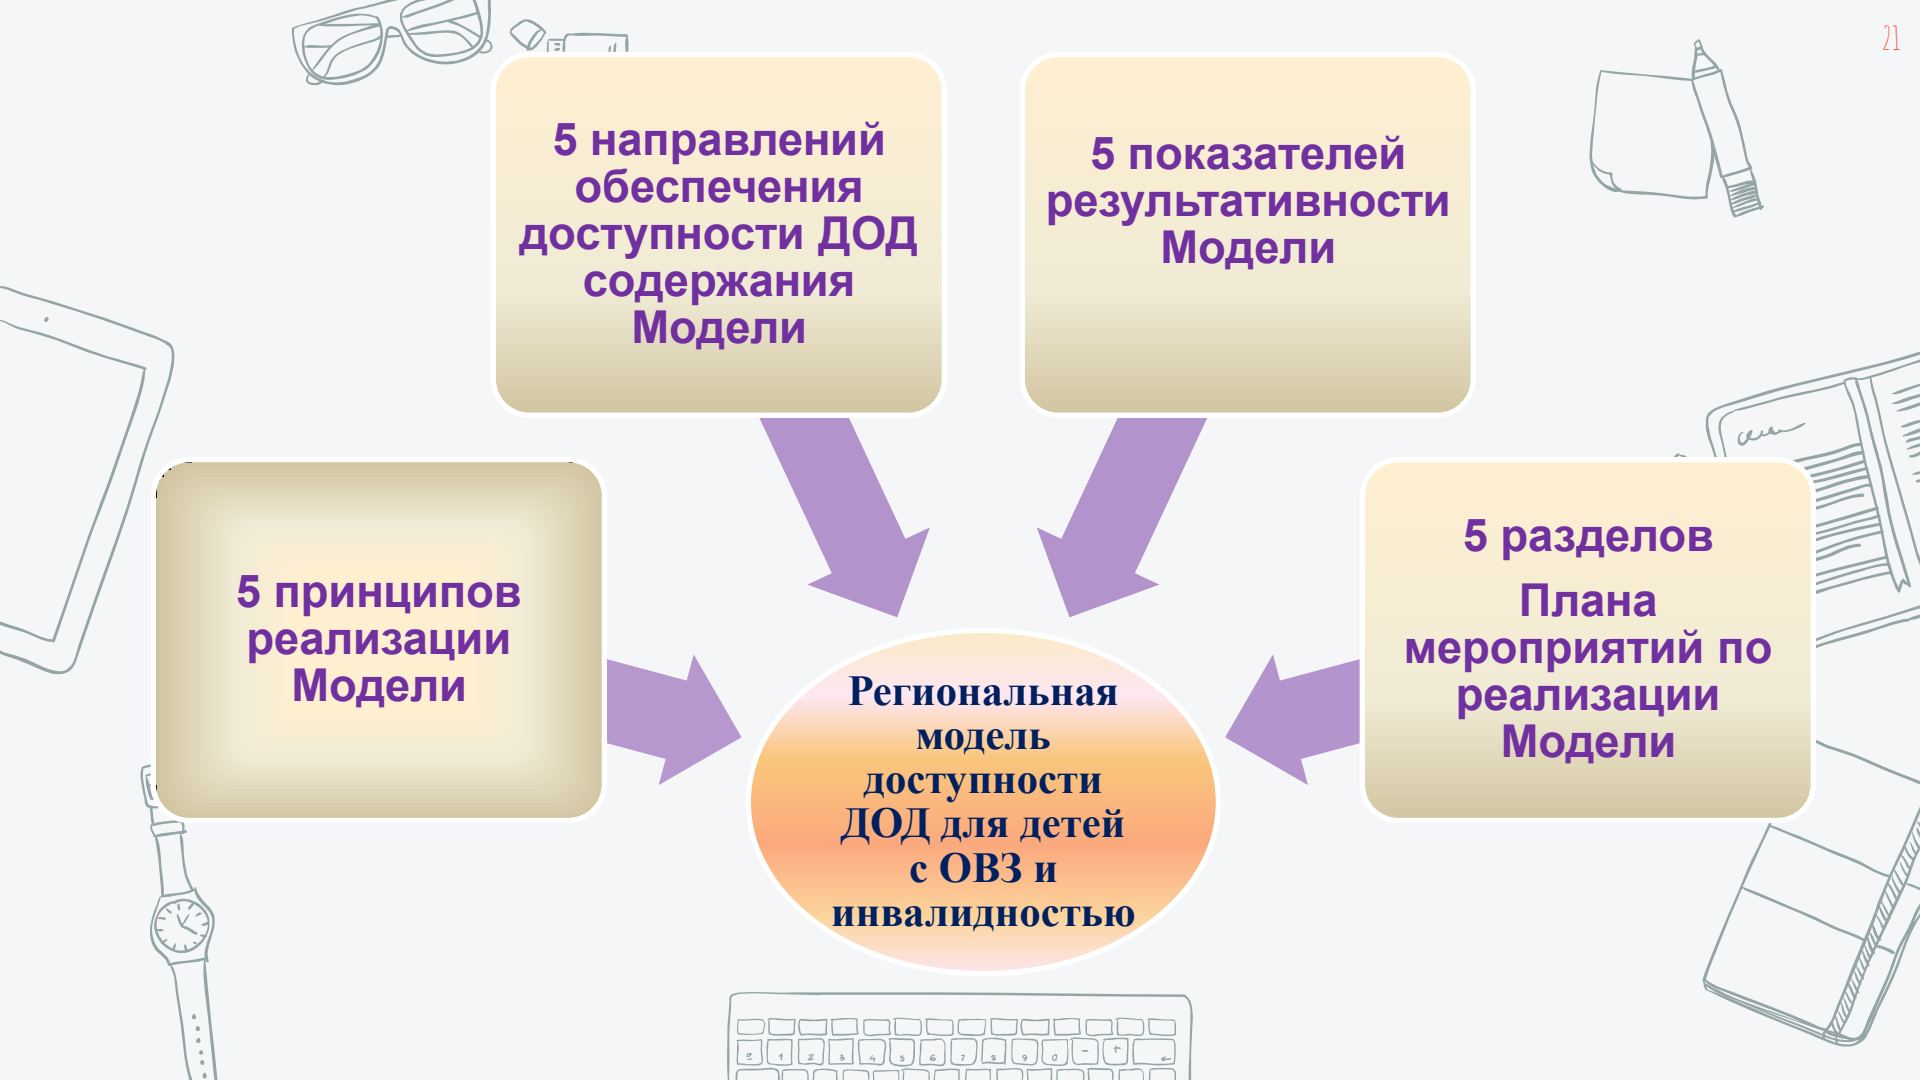 21
5 направлений
обеспечения
доступности ДОД
содержания
Модели
5 показателей
результативности
Модели
5 принципов
реализации
Модели
5 разделов
Плана
мероприятий по
реализации
Модели
Региональная
модель
доступности
ДОД для детей
с ОВЗ и
инвалидностью